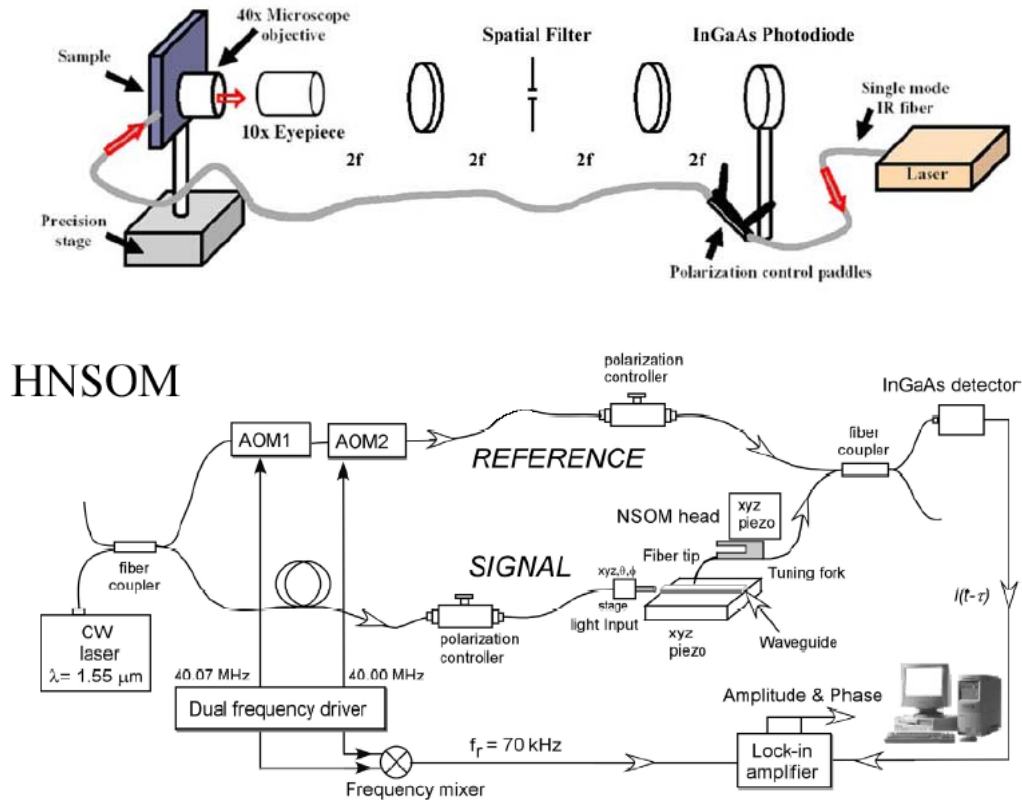 40x Microscope
objective
Sample
Spatial Filter
InGaAs Photodiode
Single mode
IR fiber
10x Eyepiece
Laser
2f
2f
2f
2f
Precision
stage
Polarization control paddles
HNSOM
polarization
controller
InGaAs detector
AOM1
AOM2
fiber
coupler
REFERENCE
NSOM head
xyz
piezo
fiber
coupler
SIGNAL
Fiber tip
Tuning fork
xyz,θ,ϕ
stage
light Input
i(t-τ)
CW
laser
λ= 1.55 µm
polarization
controller
xyz
piezo
Waveguide
40.07 MHz
40.00 MHz
Dual frequency driver
Amplitude & Phase
fr = 70 kHz
Lock-in
amplifier
Frequency mixer